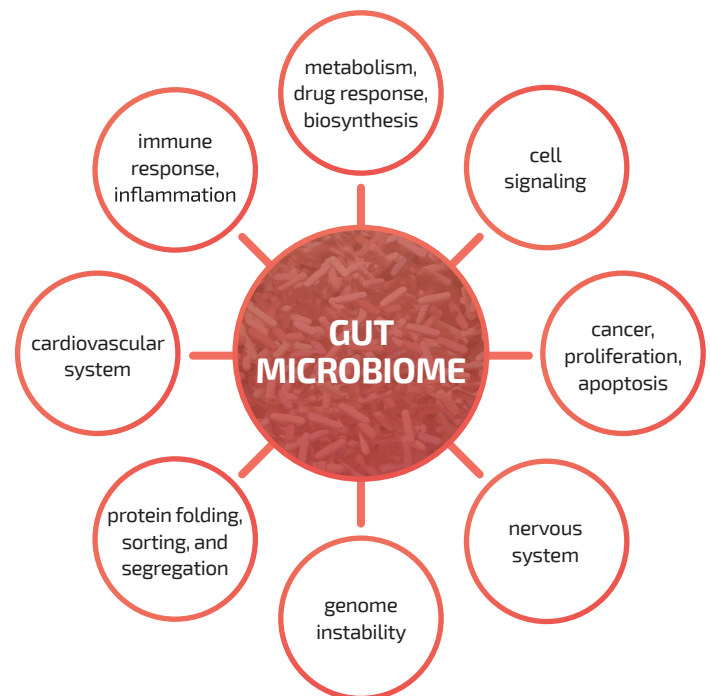 metabolism,
drug response,
biosynthesis
cell
signaling
cancer,
proliferation,
apoptosis
nervous
system
genome
instability
protein folding,
sorting, and
segregation
cardiovascular
system
immune
response,
inflammation
GUT
MICROBIOME